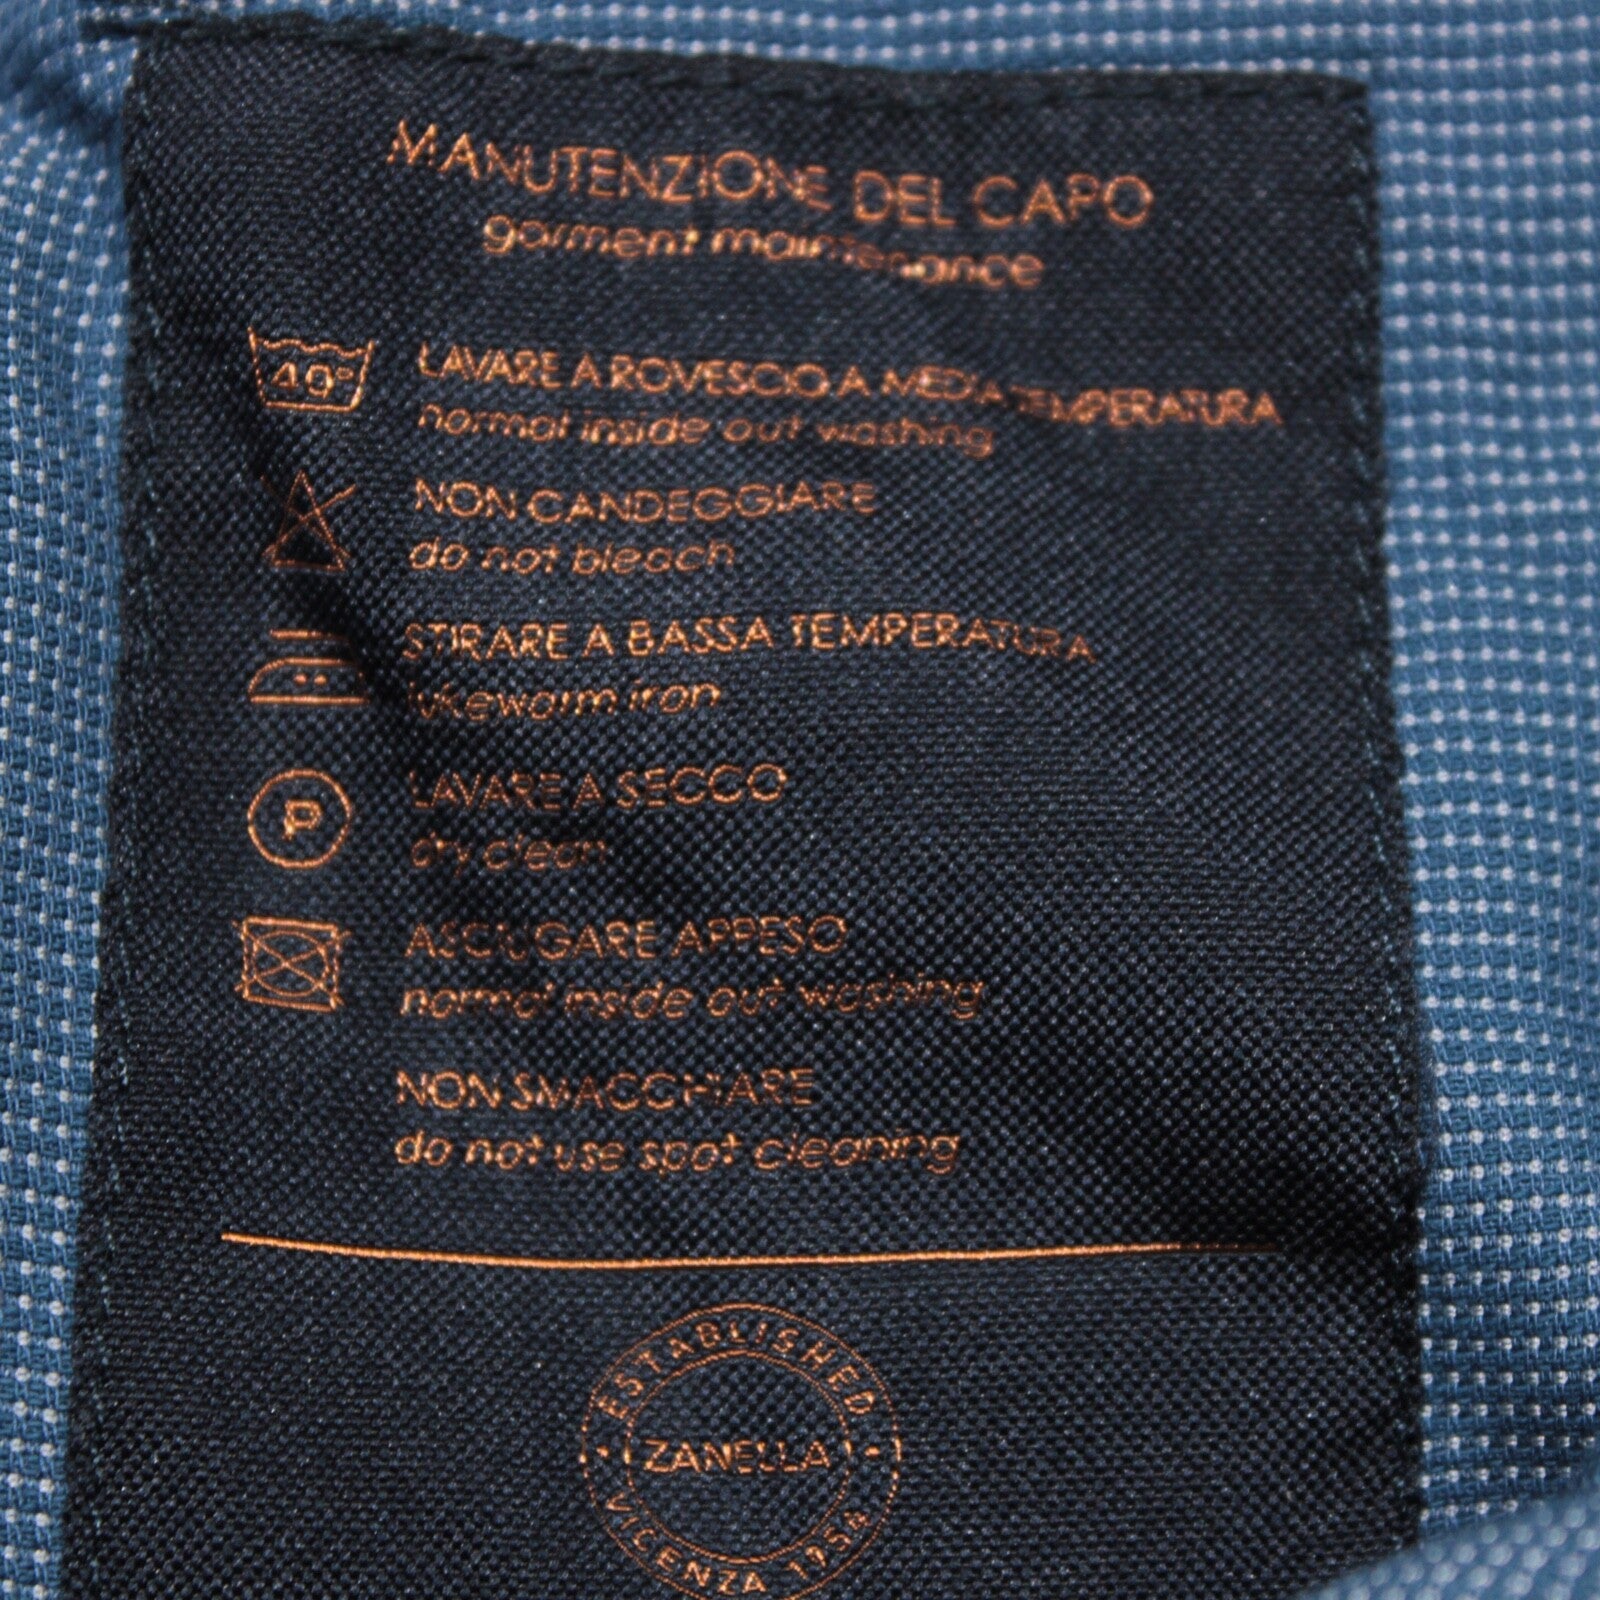 MANUTENZIONE DEL CAPO
garment maintenance
40°
LAVARE A ROVESCIO A MEDIA TEMPERATURA
normal inside out washing
NON CANDEGGIARE
do not bleach
STIRARE A BASSA TEMPERATURA
lukewarm iron
P
LAVARE A SECCO
dry clean
ASCIUGARE APPESO
normal inside out washing
NON SMACCHIARE
do not use spot cleaning
ESTABLISHED
ZANELLA
VICENZA 1954